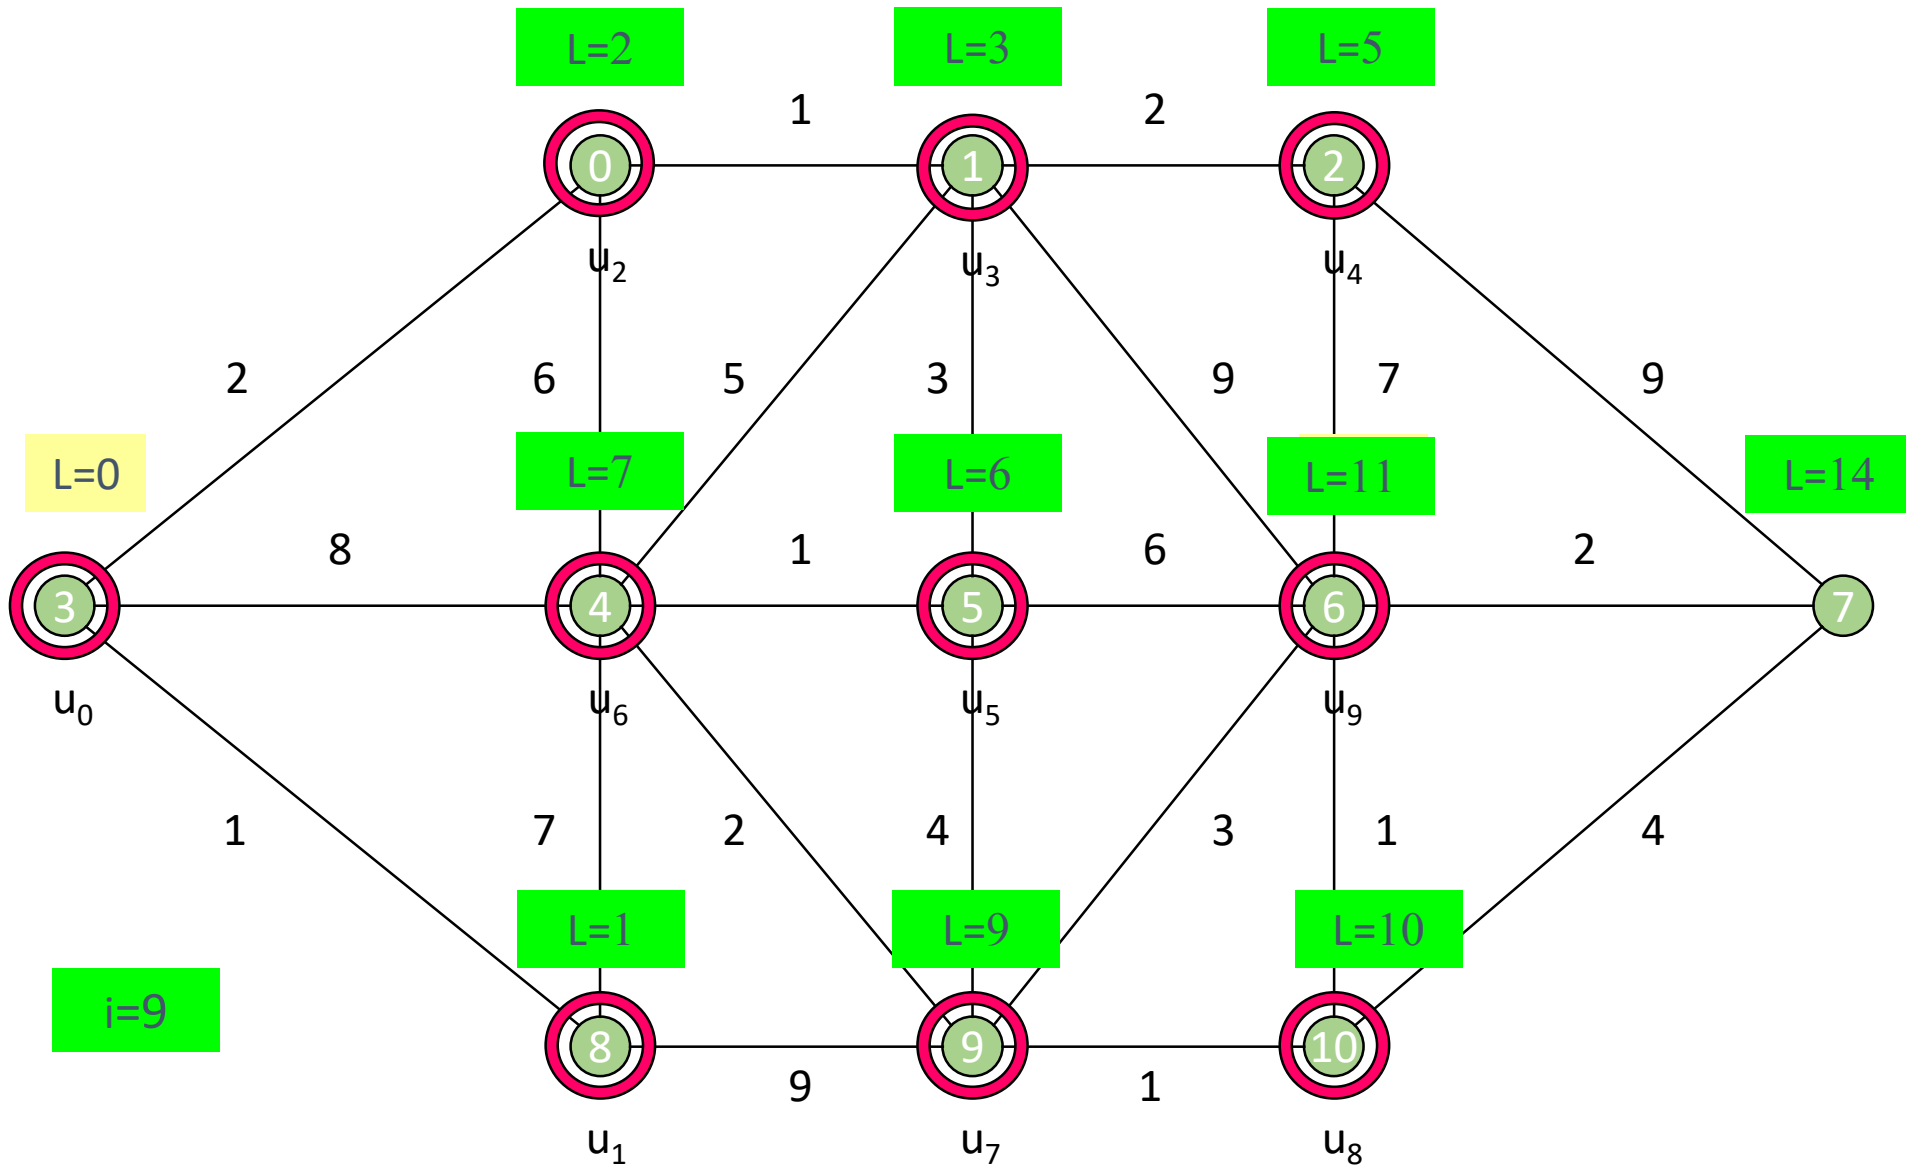 L=2 L=3 L=5
1 2
0 1 2
u₂ u₃ u₄
2 6 5 3 9 7 9
L=0 L=7 L=6 L=11 L=14
8 1 6 2
3 4 5 6 7
u₀ u₆ u₅ u₉
1 7 2 4 3 1 4
L=1 L=9 L=10
i=9
8 9 10
9 1
u₁ u₇ u₈